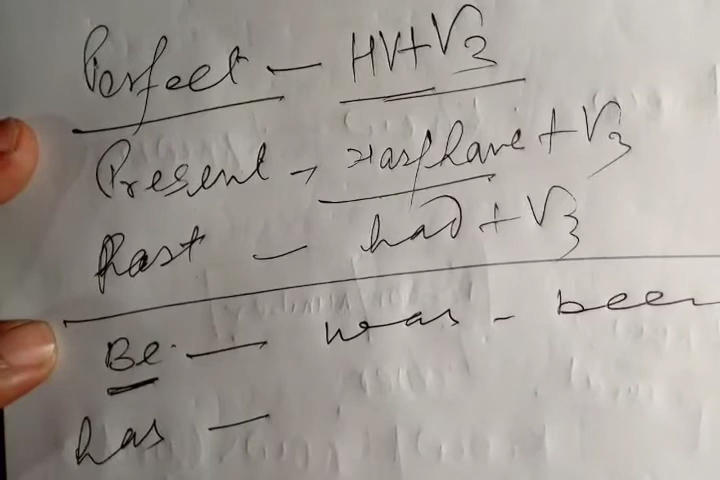 Perfect - HV+V3
Present → has/have + V3
Past - had + V3
Be - was - been
has -